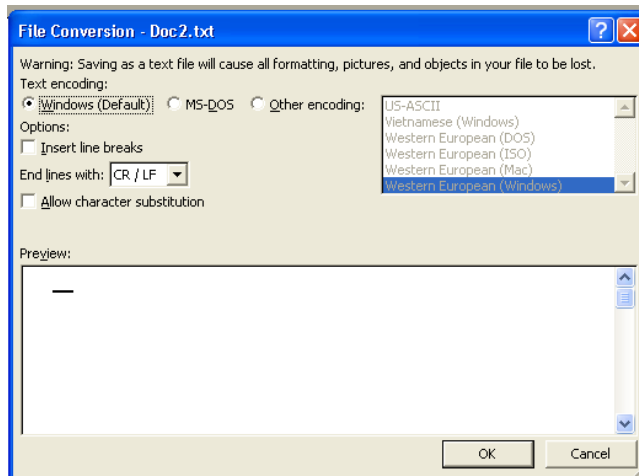 File Conversion - Doc2.txt
Warning: Saving as a text file will cause all formatting, pictures, and objects in your file to be lost.
Text encoding:
Windows (Default) MS-DOS Other encoding:
US-ASCII
Vietnamese (Windows)
Western European (DOS)
Western European (ISO)
Western European (Mac)
Western European (Windows)
Options:
Insert line breaks
End lines with: CR / LF
Allow character substitution
Preview:
OK Cancel